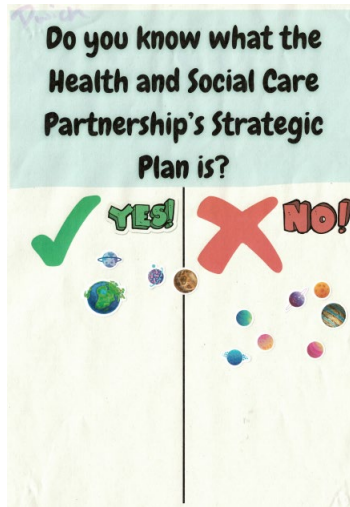 Do you know what the
Health and Social Care
Partnership's Strategic
Plan is?
YES!
NO!